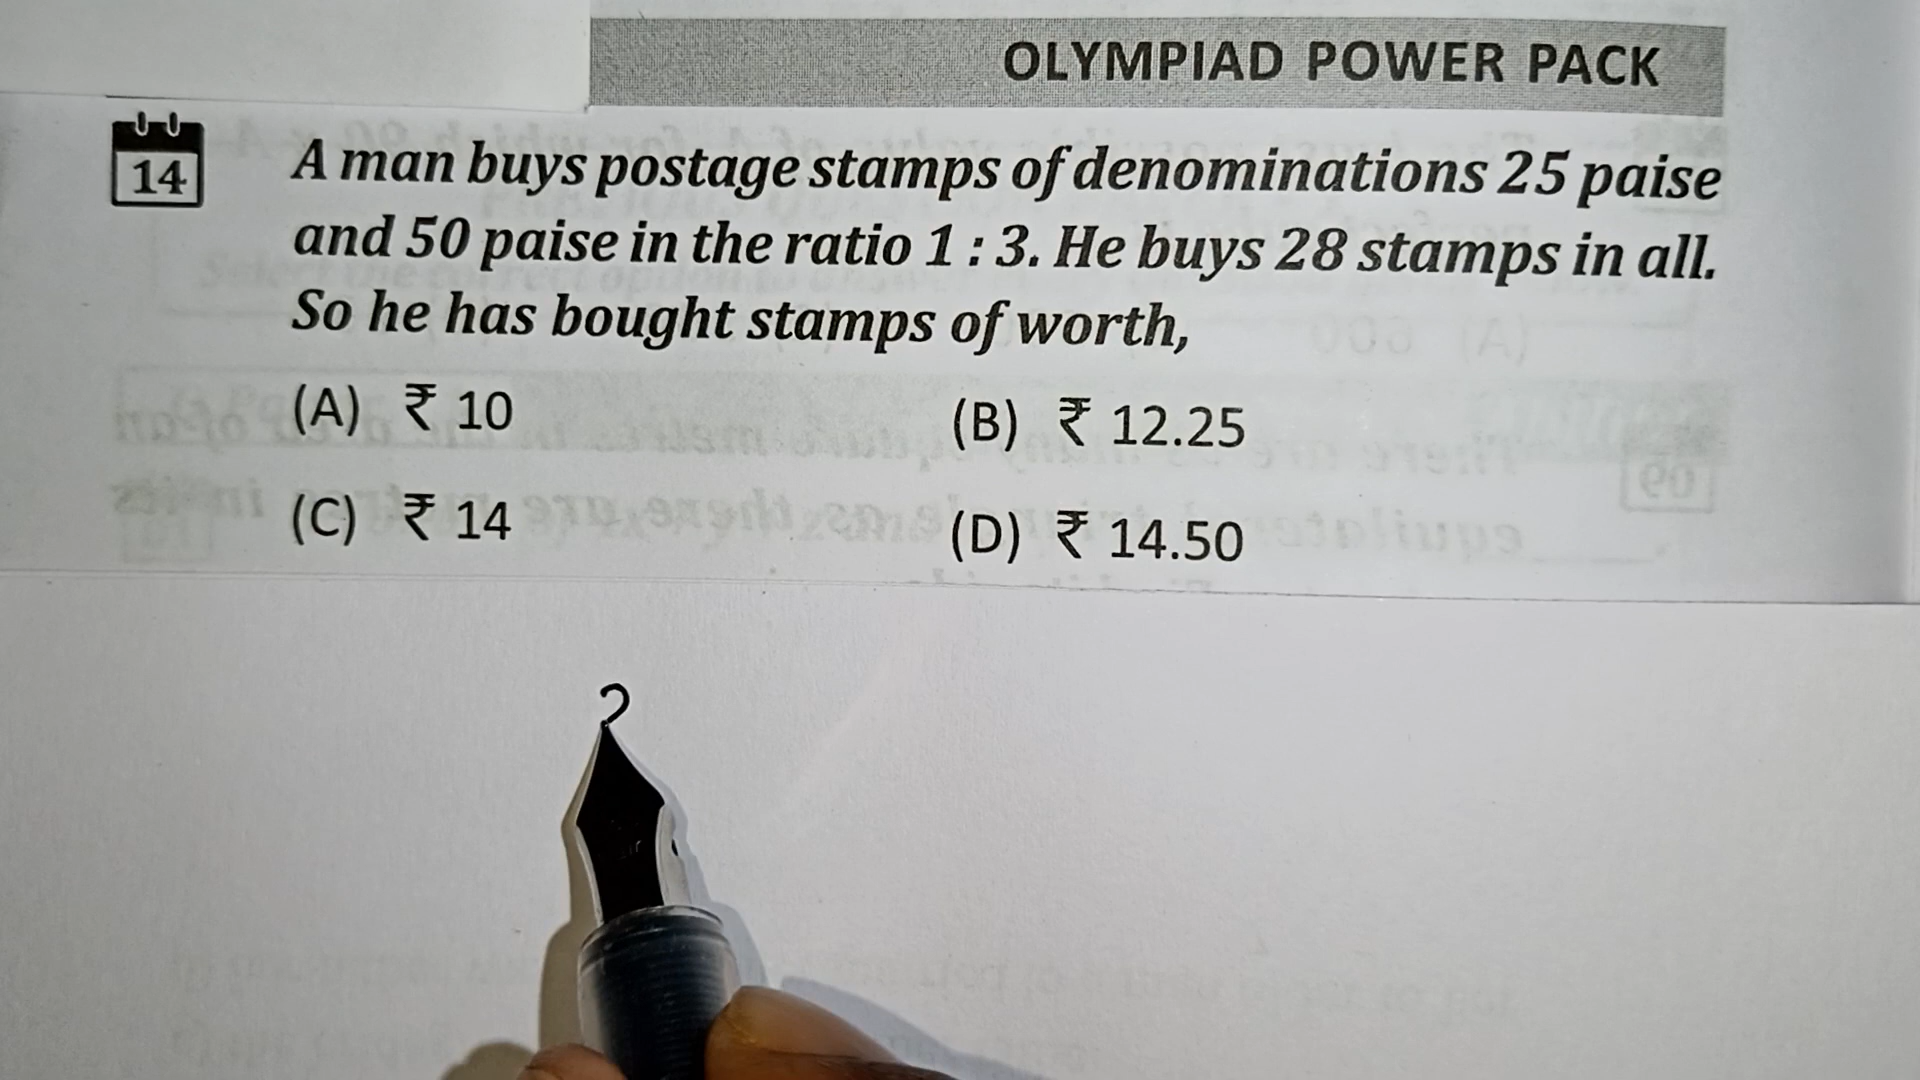 OLYMPIAD POWER PACK
14 A man buys postage stamps of denominations 25 paise
and 50 paise in the ratio 1 : 3. He buys 28 stamps in all.
So he has bought stamps of worth,
(A) ₹ 10 (B) ₹ 12.25
(C) ₹ 14 (D) ₹ 14.50
?